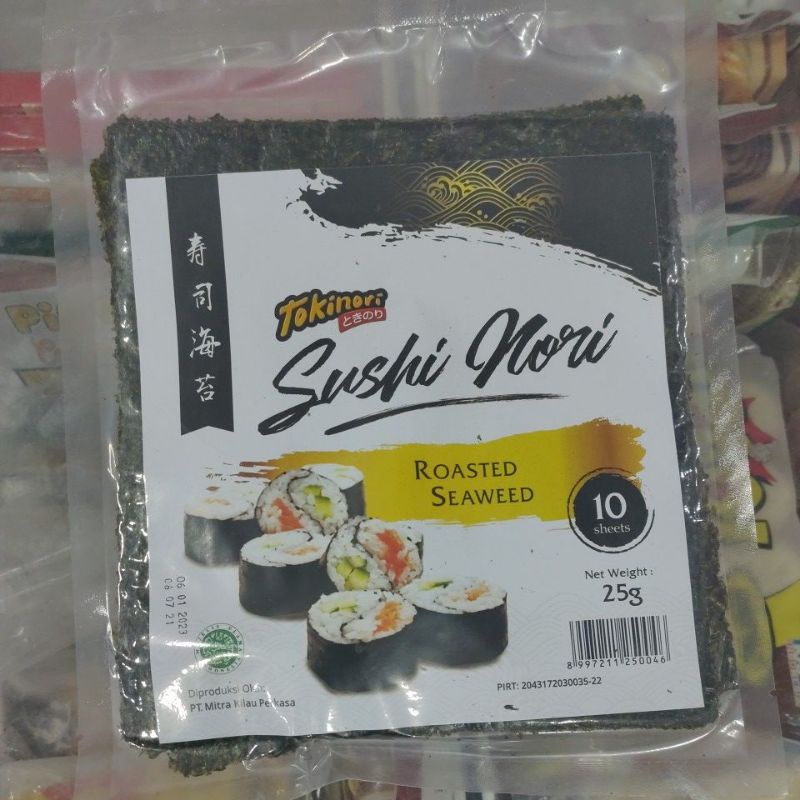 寿司海苔
Tokinori
ときのり
Sushi Nori
ROASTED
SEAWEED
10
sheets
Net Weight :
25g
06 01 2023
08 07 21
8 997211 250046
PIRT: 2043172030035-22
Diproduksi Oleh:
PT. Mitra Kilau Perkasa